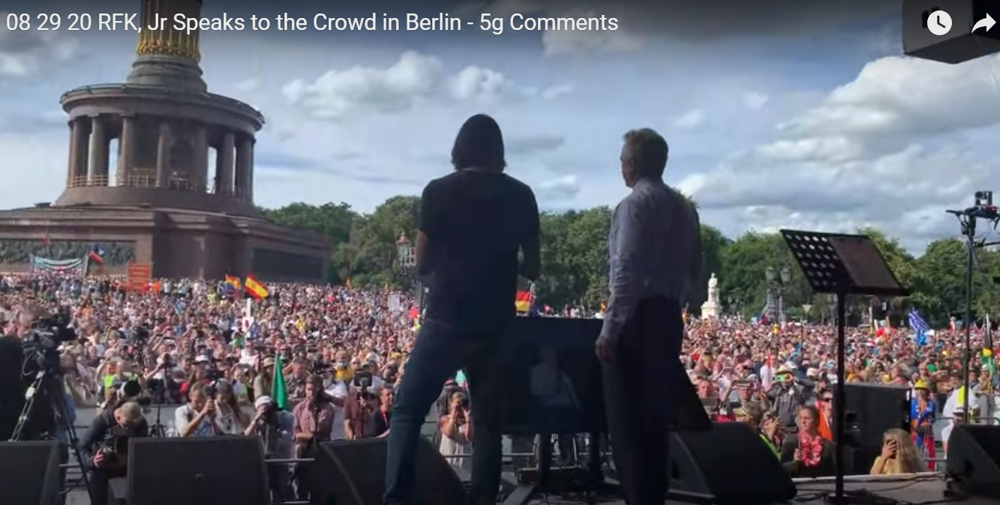 08 29 20 RFK, Jr Speaks to the Crowd in Berlin - 5g Comments